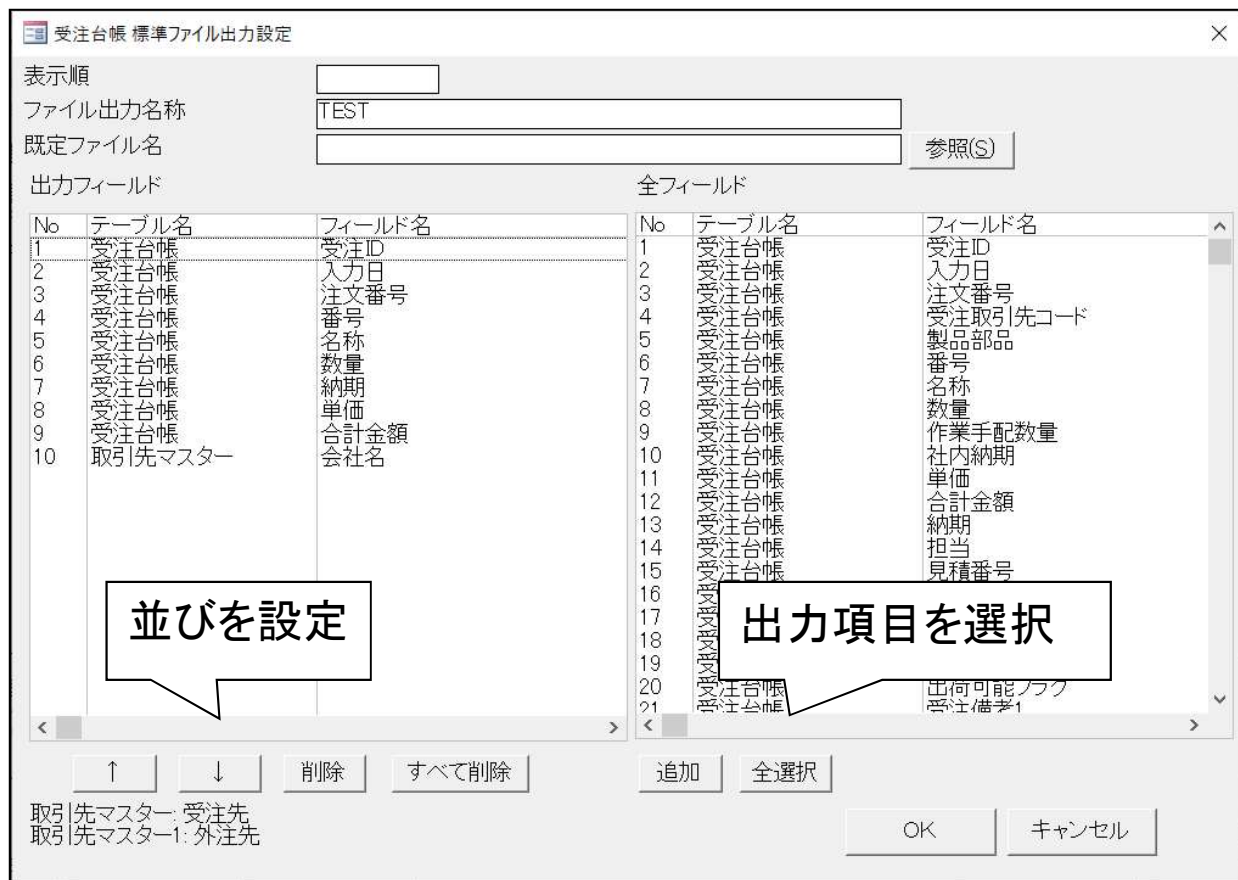 受注台帳 標準ファイル出力設定
表示順
ファイル出力名称 TEST
既定ファイル名 参照(S)
出力フィールド 全フィールド
No テーブル名 フィールド名
1 受注台帳 受注ID
2 受注台帳 入力日
3 受注台帳 注文番号
4 受注台帳 番号
5 受注台帳 名称
6 受注台帳 数量
7 受注台帳 納期
8 受注台帳 単価
9 受注台帳 合計金額
10 取引先マスター 会社名
No テーブル名 フィールド名
1 受注台帳 受注ID
2 受注台帳 入力日
3 受注台帳 注文番号
4 受注台帳 受注取引先コード
5 受注台帳 製品部品
6 受注台帳 番号
7 受注台帳 名称
8 受注台帳 数量
9 受注台帳 作業手配数量
10 受注台帳 社内納期
11 受注台帳 単価
12 受注台帳 合計金額
13 受注台帳 納期
14 受注台帳 担当
15 受注台帳 見積番号
16 受
17 受
18 受
19 受
20 受注台帳 出荷可能フラグ
21 受注台帳 受注備考1
並びを設定
出力項目を選択
↑ ↓ 削除 すべて削除 追加 全選択
取引先マスター: 受注先
取引先マスター1: 外注先
OK キャンセル